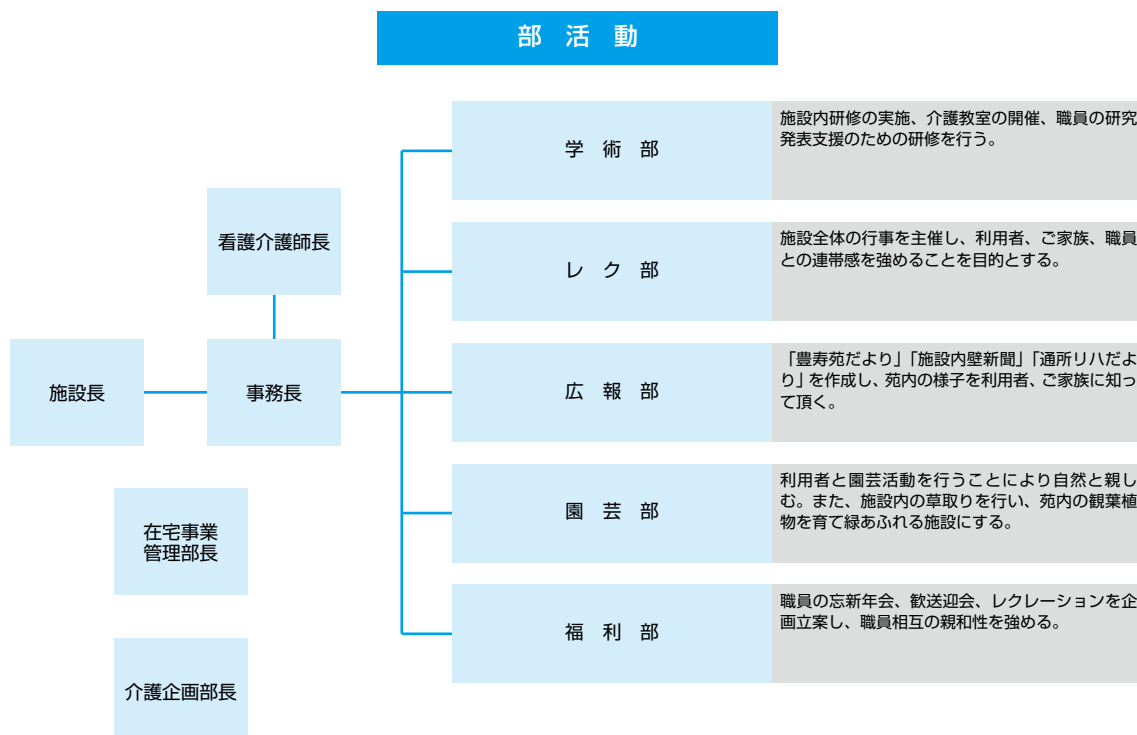 部　活　動
学　術　部
施設内研修の実施、介護教室の開催、職員の研究
発表支援のための研修を行う。
看護介護師長
レ　ク　部
施設全体の行事を主催し、利用者、ご家族、職員
との連帯感を強めることを目的とする。
施設長
事務長
広　報　部
「豊寿苑だより」「施設内壁新聞」「通所リハだよ
り」を作成し、苑内の様子を利用者、ご家族に知っ
て頂く。
園　芸　部
利用者と園芸活動を行うことにより自然と親し
む。また、施設内の草取りを行い、苑内の観葉植
物を育て緑あふれる施設にする。
在宅事業
管理部長
福　利　部
職員の忘新年会、歓送迎会、レクレーションを企
画立案し、職員相互の親和性を強める。
介護企画部長